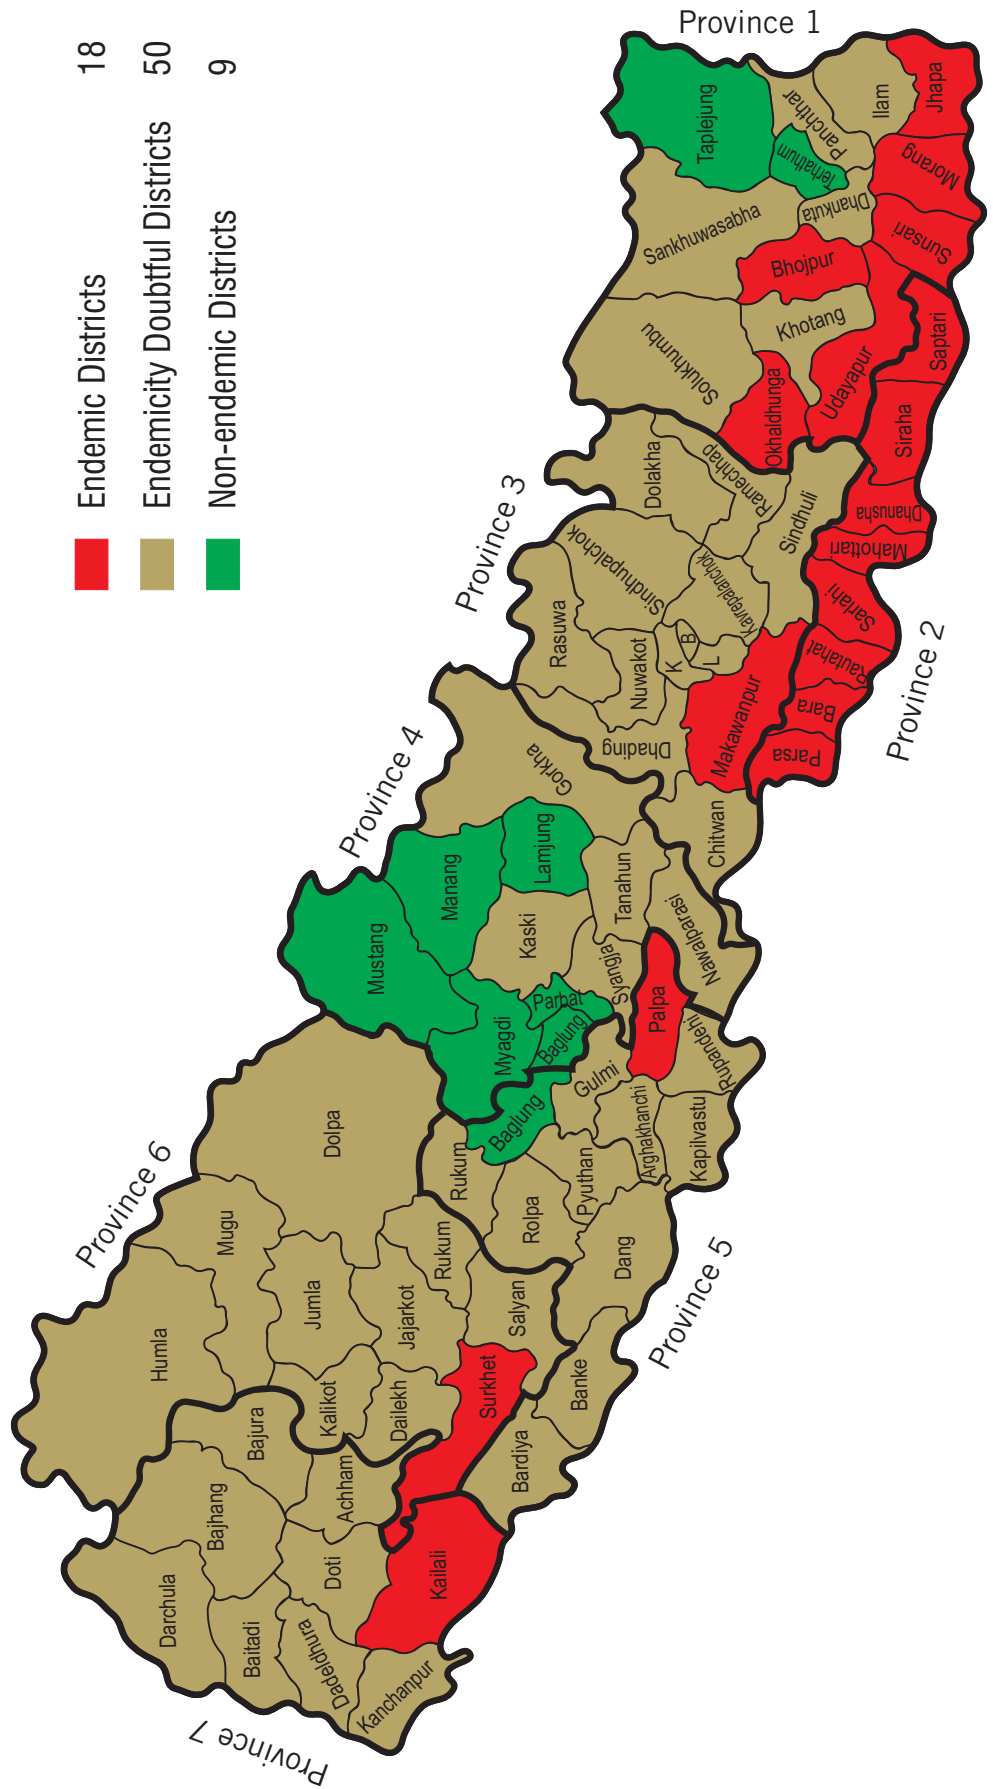 Endemic Districts 18
Endemicity Doubtful Districts 50
Non-endemic Districts 9
Province 7
Darchula
Baitadi
Dadeldhura
Kanchanpur
Bajhang
Bajura
Doti
Achham
Kailali
Province 6
Humla
Mugu
Dolpa
Jumla
Kalikot
Jajarkot
Dailekh
Rukum
Salyan
Surkhet
Province 5
Rukum
Rolpa
Baglung
Pyuthan
Gulmi
Arghakhanchi
Palpa
Dang
Banke
Bardiya
Kapilvastu
Rupandehi
Province 4
Mustang
Manang
Myagdi
Parbat
Baglung
Kaski
Lamjung
Gorkha
Tanahun
Syangja
Nawalparasi
Province 3
Rasuwa
Sindhupalchok
Dolakha
Nuwakot
Dhading
K
B
L
Kavrepalanchok
Ramechhap
Sindhuli
Makawanpur
Chitwan
Province 2
Parsa
Bara
Rautahat
Sarlahi
Mahottari
Dhanusha
Siraha
Saptari
Province 1
Taplejung
Panchthar
Ilam
Jhapa
Morang
Sunsari
Terhathum
Dhankuta
Sankhuwasabha
Bhojpur
Khotang
Solukhumbu
Okhaldhunga
Udayapur